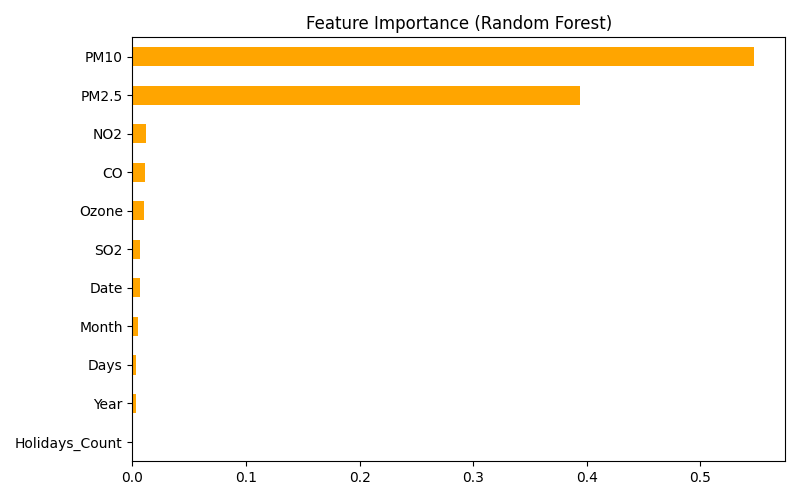 Feature Importance (Random Forest)
PM10
PM2.5
NO2
CO
Ozone
SO2
Date
Month
Days
Year
Holidays_Count
0.0 0.1 0.2 0.3 0.4 0.5